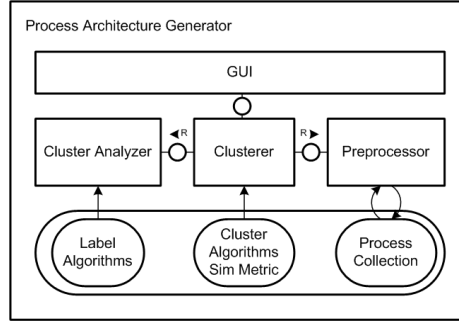 Process Architecture Generator
GUI
R
R
Cluster Analyzer
Clusterer
Preprocessor
Label
Algorithms
Cluster
Algorithms
Sim Metric
Process
Collection